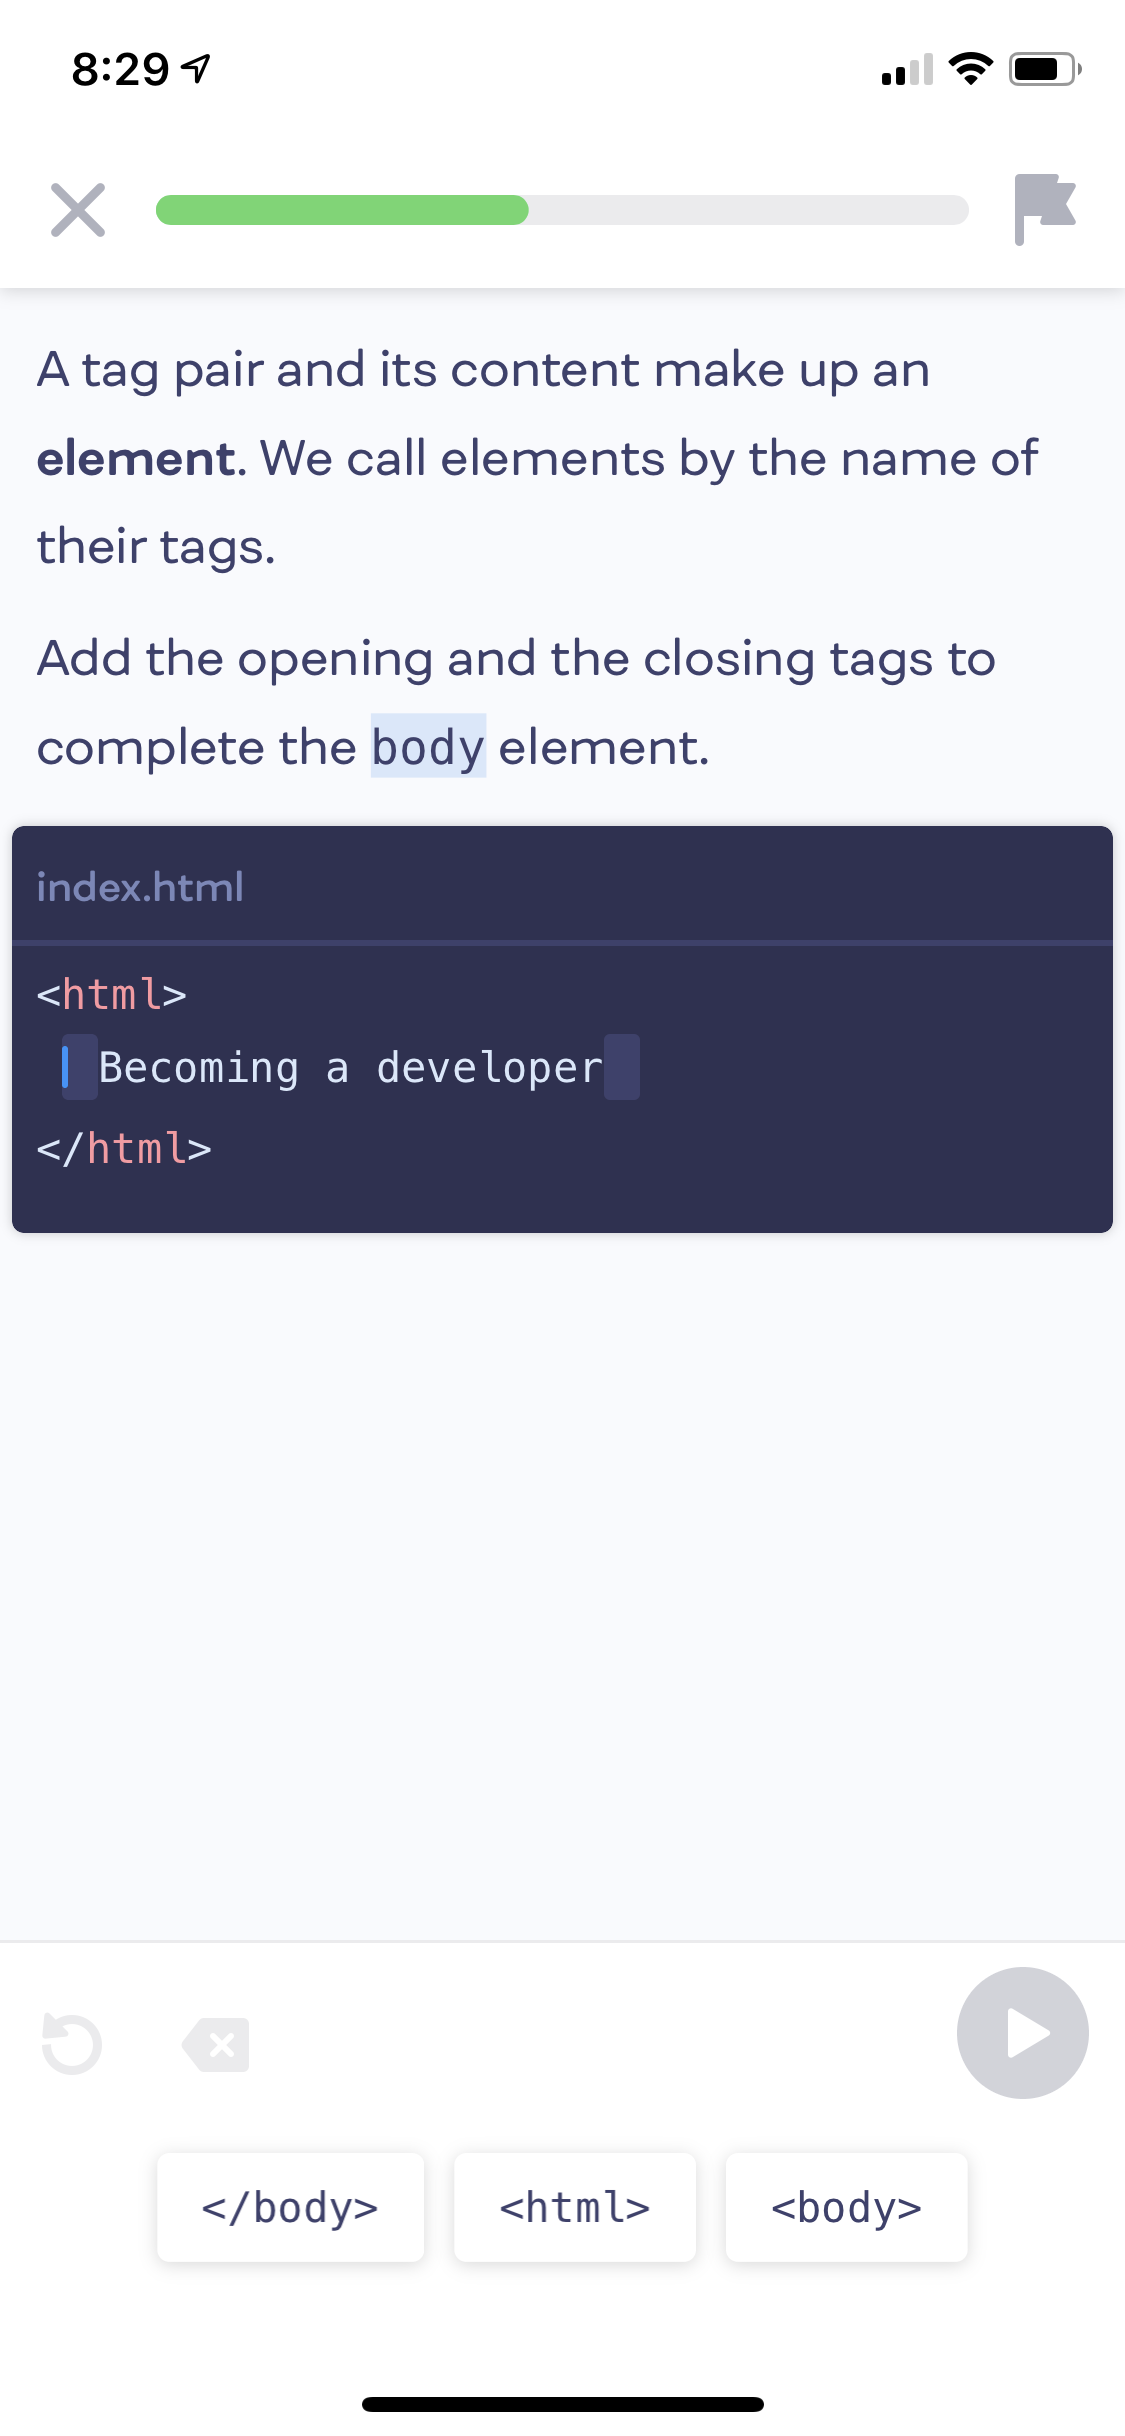 8:29
A tag pair and its content make up an
element. We call elements by the name of
their tags.
Add the opening and the closing tags to
complete the body element.
index.html
<html>
Becoming a developer
</html>
</body> <html> <body>